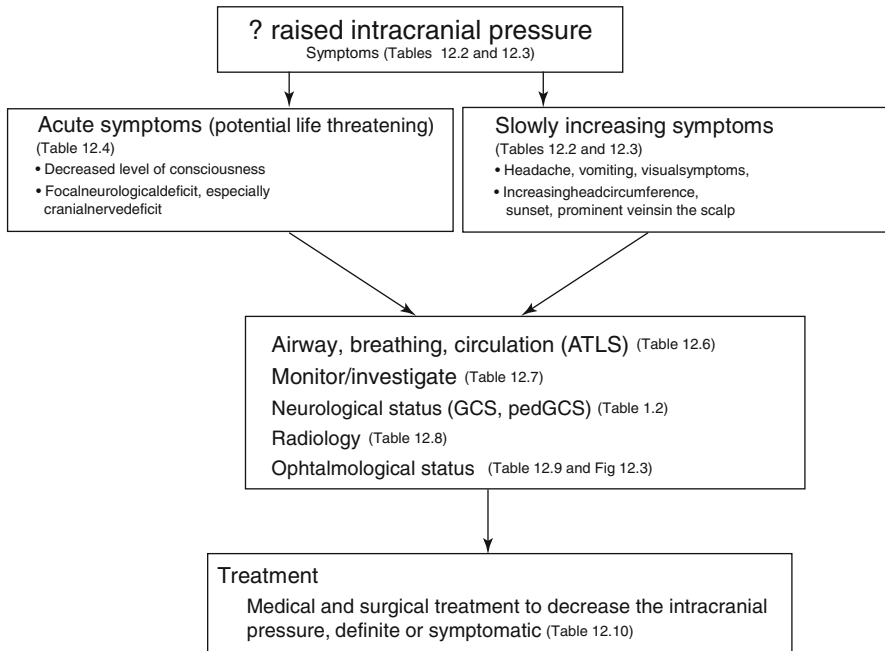 ? raised intracranial pressure
Symptoms (Tables 12.2 and 12.3)
Acute symptoms (potential life threatening)
(Table 12.4)
• Decreased level of consciousness
• Focalneurologicaldeficit, especially
cranialnervedeficit
Slowly increasing symptoms
(Tables 12.2 and 12.3)
• Headache, vomiting, visualsymptoms,
• Increasingheadcircumference,
sunset, prominent veinsin the scalp
Airway, breathing, circulation (ATLS) (Table 12.6)
Monitor/investigate (Table 12.7)
Neurological status (GCS, pedGCS) (Table 1.2)
Radiology (Table 12.8)
Ophtalmological status (Table 12.9 and Fig 12.3)
Treatment
Medical and surgical treatment to decrease the intracranial
pressure, definite or symptomatic (Table 12.10)